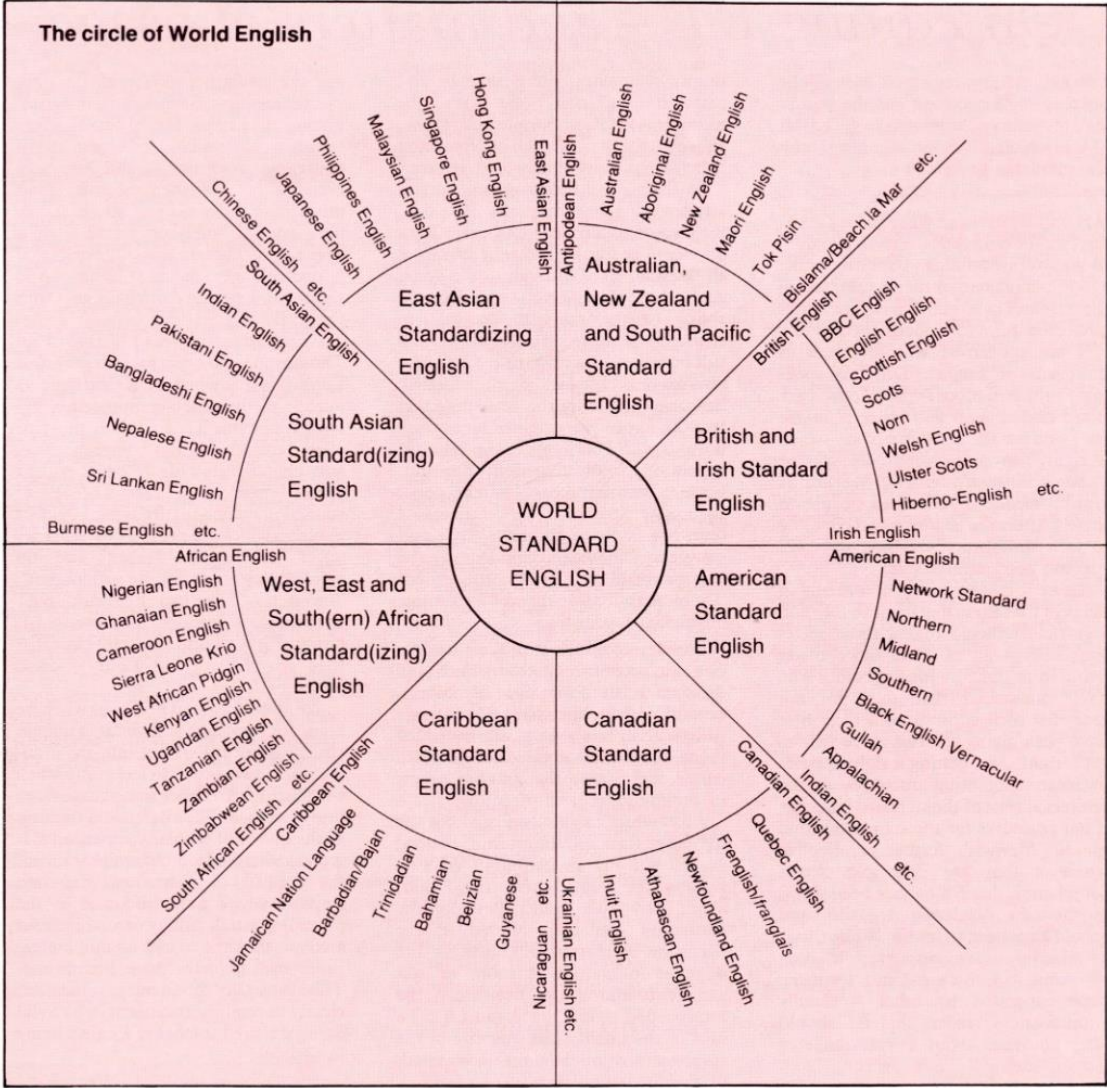 The circle of World English
WORLD
STANDARD
ENGLISH
Antipodean English
Australian,
New Zealand
and South Pacific
Standard
English
Australian English
Aboriginal English
New Zealand English
Maori English
Tok Pisin
Bislama/Beach la Mar etc.
British English
British and
Irish Standard
English
BBC English
English English
Scottish English
Scots
Norn
Welsh English
Ulster Scots
Hiberno-English etc.
Irish English
American English
American
Standard
English
Network Standard
Northern
Midland
Southern
Black English Vernacular
Gullah
Appalachian
Indian English etc.
Canadian English
Canadian
Standard
English
Quebec English
Frenglish/franglais
Newfoundland English
Athabascan English
Inuit English
Ukrainian English etc.
Caribbean English
Caribbean
Standard
English
Jamaican Nation Language
Barbadian/Bajan
Trinidadian
Bahamian
Belizian
Guyanese
Nicaraguan etc.
African English
West, East and
South(ern) African
Standard(izing)
English
Nigerian English
Ghanaian English
Cameroon English
Sierra Leone Krio
West African Pidgin
Kenyan English
Ugandan English
Tanzanian English
Zambian English
Zimbabwean English
South African English etc.
South Asian English
South Asian
Standard(izing)
English
Indian English
Pakistani English
Bangladeshi English
Nepalese English
Sri Lankan English
Burmese English etc.
East Asian English
East Asian
Standardizing
English
Hong Kong English
Singapore English
Malaysian English
Philippines English
Japanese English
Chinese English etc.